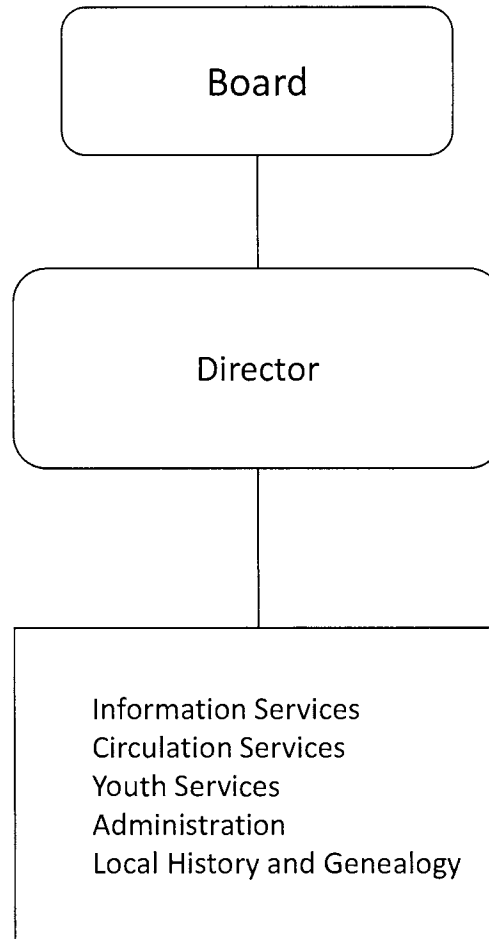 Board
Director
Information Services
Circulation Services
Youth Services
Administration
Local History and Genealogy